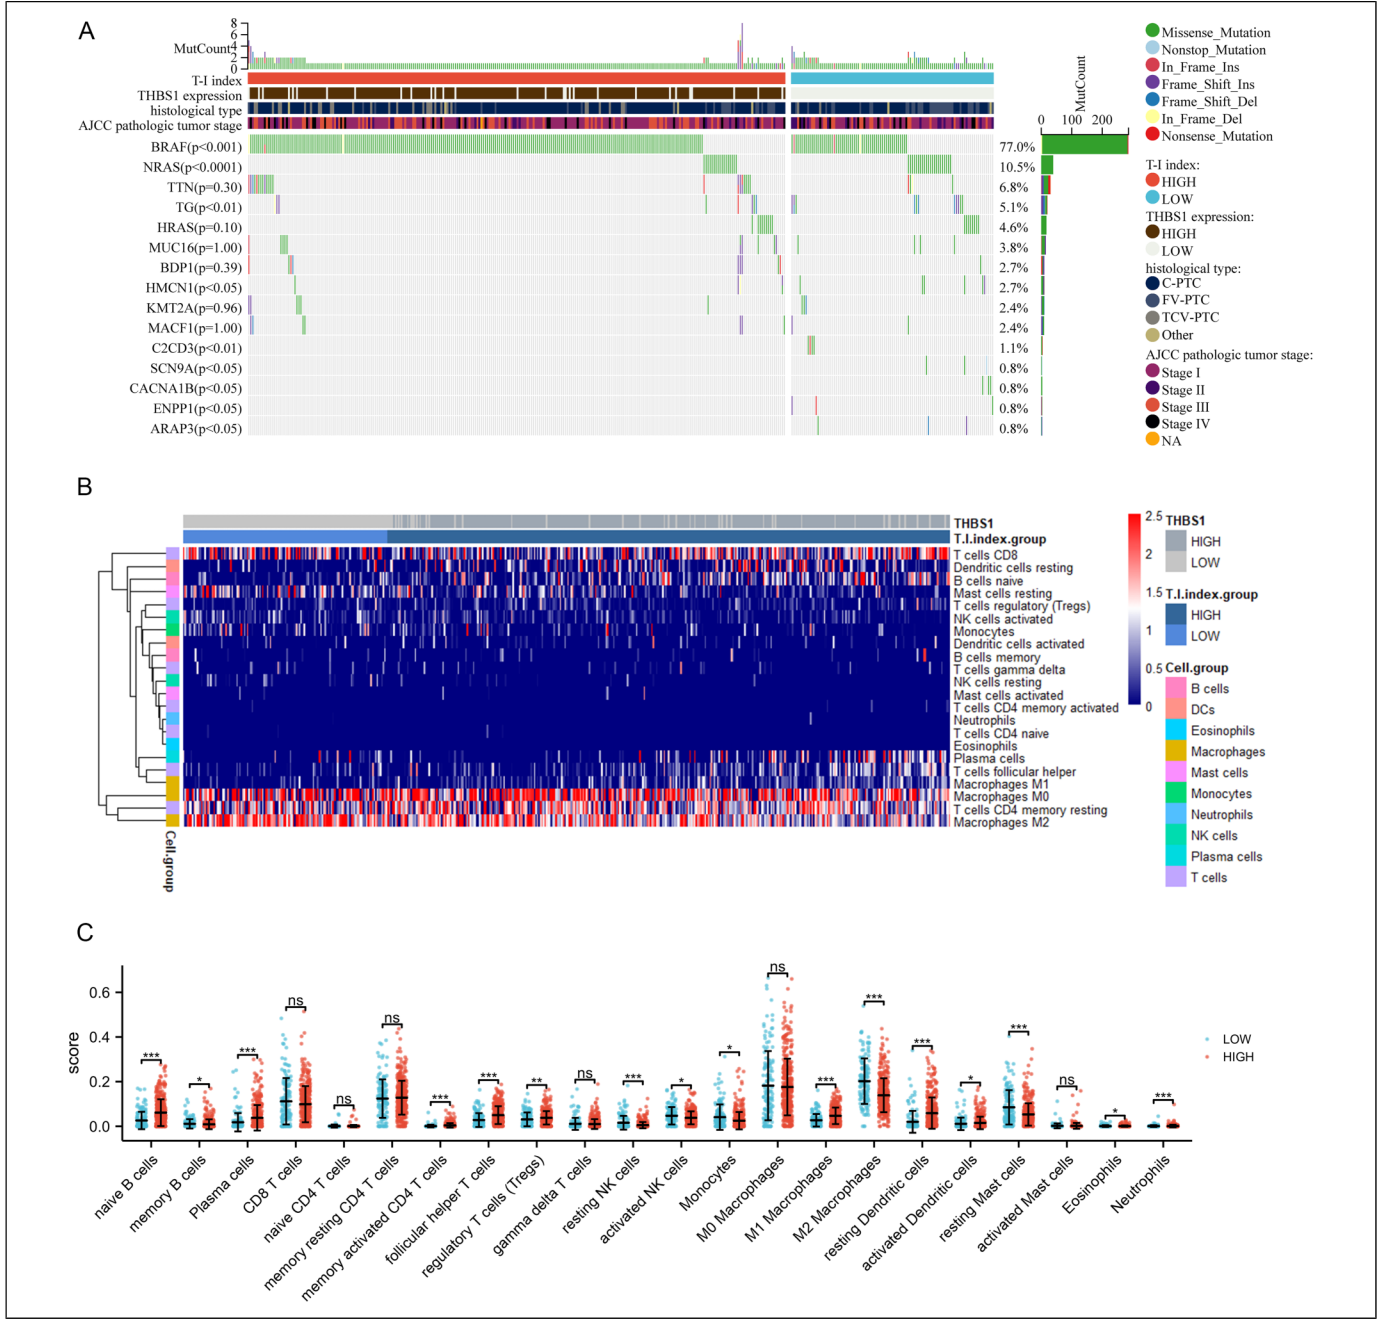 A
8
6
4
2
0
MutCount
T-I index
THBS1 expression
histological type
AJCC pathologic tumor stage
MutCount
0 100 200
BRAF(p<0.001) 77.0%
NRAS(p<0.0001) 10.5%
TTN(p=0.30) 6.8%
TG(p<0.01) 5.1%
HRAS(p=0.10) 4.6%
MUC16(p=1.00) 3.8%
BDP1(p=0.39) 2.7%
HMCN1(p<0.05) 2.7%
KMT2A(p=0.96) 2.4%
MACF1(p=1.00) 2.4%
C2CD3(p<0.01) 1.1%
SCN9A(p<0.05) 0.8%
CACNA1B(p<0.05) 0.8%
ENPP1(p<0.05) 0.8%
ARAP3(p<0.05) 0.8%
Missense_Mutation
Nonstop_Mutation
In_Frame_Ins
Frame_Shift_Ins
Frame_Shift_Del
In_Frame_Del
Nonsense_Mutation
T-I index:
HIGH
LOW
THBS1 expression:
HIGH
LOW
histological type:
C-PTC
FV-PTC
TCV-PTC
Other
AJCC pathologic tumor stage:
Stage I
Stage II
Stage III
Stage IV
NA
B
THBS1
T.I.index.group
T cells CD8
Dendritic cells resting
B cells naive
Mast cells resting
T cells regulatory (Tregs)
NK cells activated
Monocytes
Dendritic cells activated
B cells memory
T cells gamma delta
NK cells resting
Mast cells activated
T cells CD4 memory activated
Neutrophils
T cells CD4 naive
Eosinophils
Plasma cells
T cells follicular helper
Macrophages M1
Macrophages M0
T cells CD4 memory resting
Macrophages M2
Cell.group
2.5
2
1.5
1
0.5
0
THBS1
HIGH
LOW
T.I.index.group
HIGH
LOW
Cell.group
B cells
DCs
Eosinophils
Macrophages
Mast cells
Monocytes
Neutrophils
NK cells
Plasma cells
T cells
C
score
0.6
0.4
0.2
0.0
*** * *** ns ns ns *** *** ** ns *** * * ns *** *** *** * *** ns * ***
LOW
HIGH
naive B cells
memory B cells
Plasma cells
CD8 T cells
naive CD4 T cells
memory resting CD4 T cells
memory activated CD4 T cells
follicular helper T cells
regulatory T cells (Tregs)
gamma delta T cells
resting NK cells
activated NK cells
Monocytes
M0 Macrophages
M1 Macrophages
M2 Macrophages
resting Dendritic cells
activated Dendritic cells
resting Mast cells
activated Mast cells
Eosinophils
Neutrophils